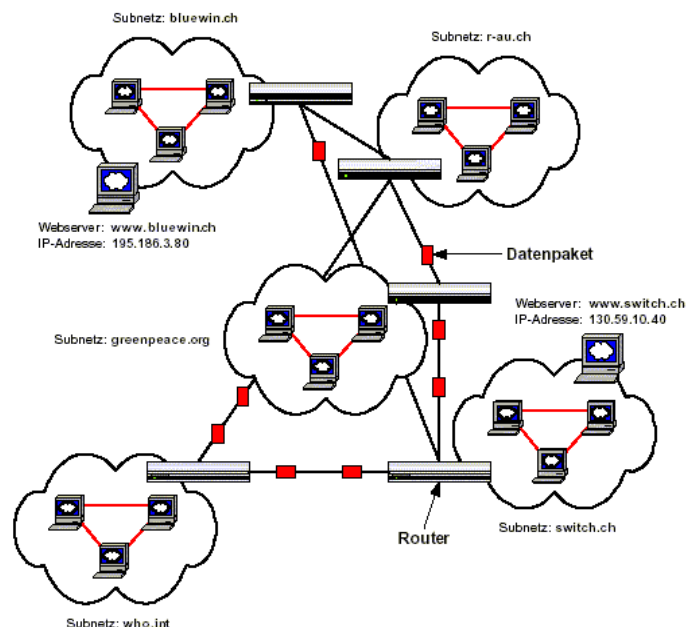 Subnetz: bluewin.ch
Subnetz: r-au.ch
Webserver: www.bluewin.ch
IP-Adresse: 195.186.3.80
Datenpaket
Webserver: www.switch.ch
IP-Adresse: 130.59.10.40
Subnetz: greenpeace.org
Router
Subnetz: switch.ch
Subnetz: who.int